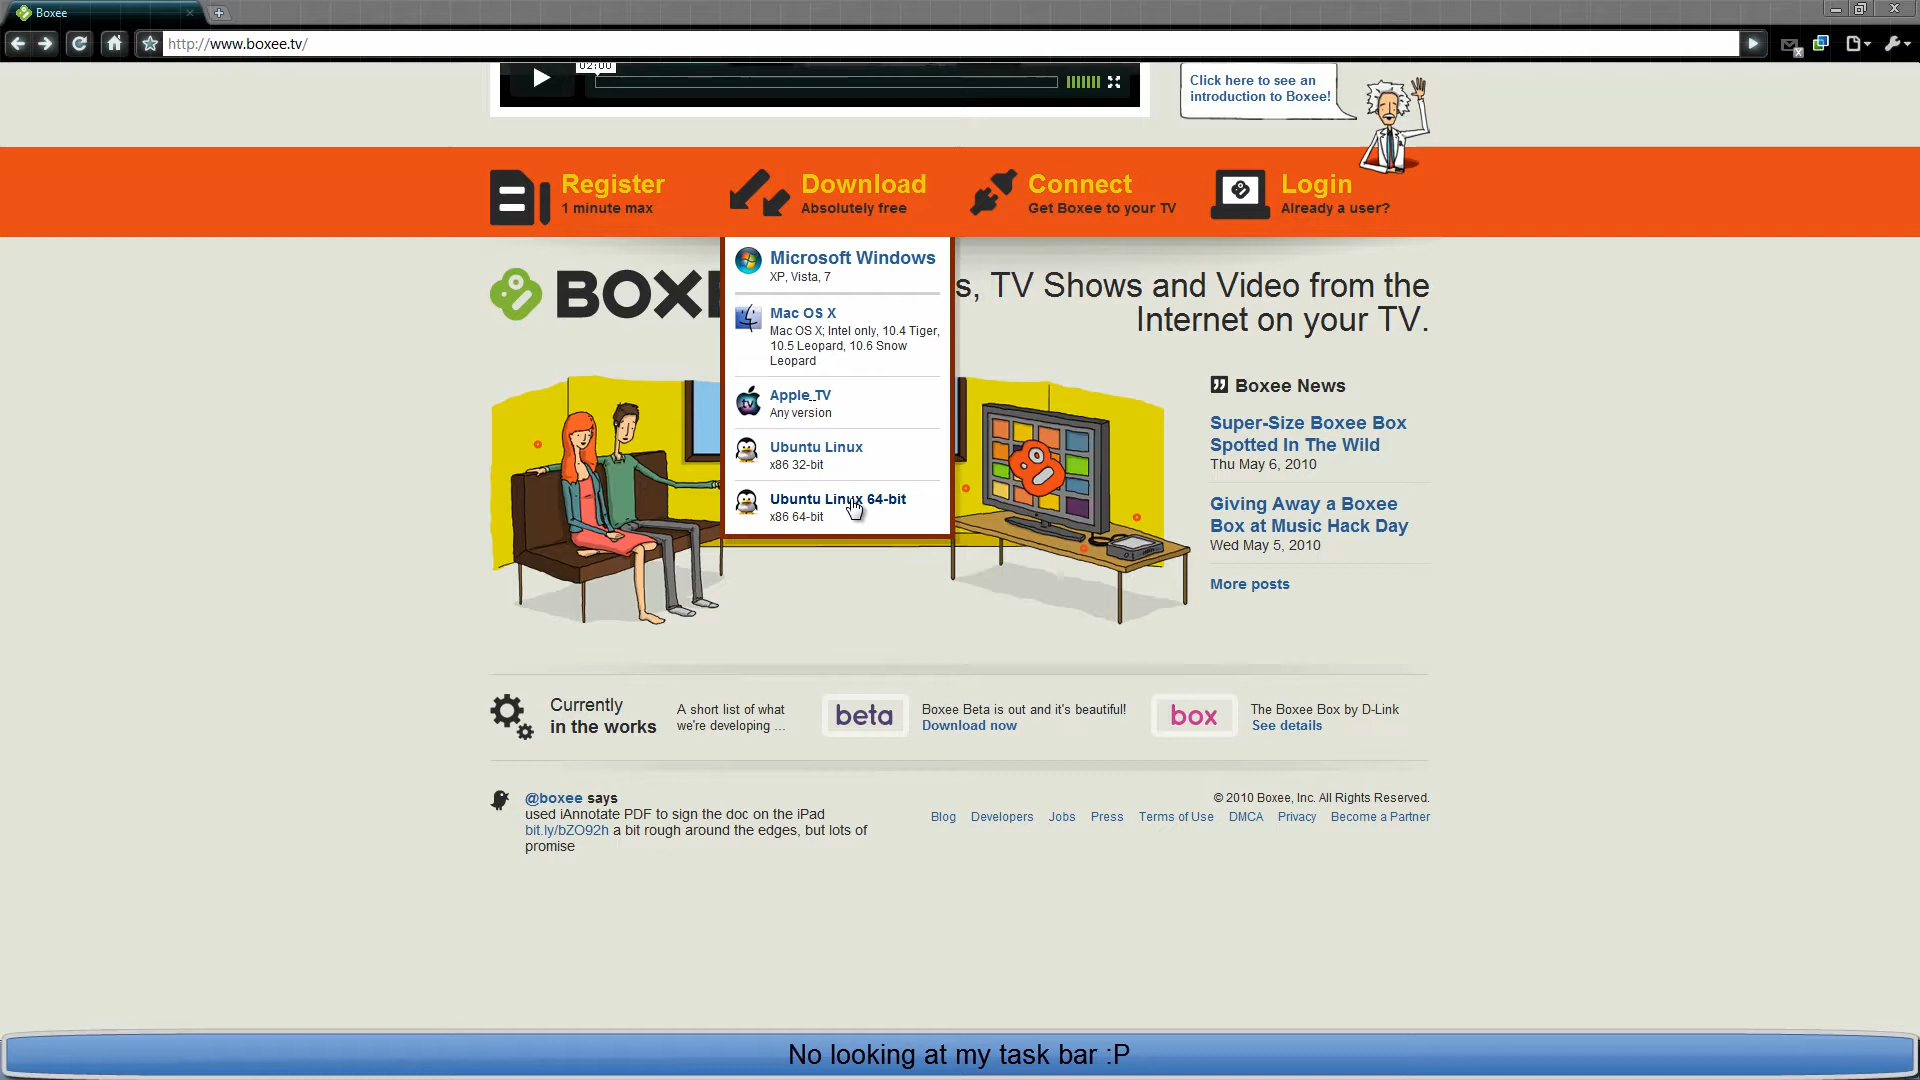 Boxee
http://www.boxee.tv/
02:00
Click here to see an
introduction to Boxee!
Register
1 minute max
Download
Absolutely free
Connect
Get Boxee to your TV
Login
Already a user?
Microsoft Windows
XP, Vista, 7
Mac OS X
Mac OS X; Intel only, 10.4 Tiger,
10.5 Leopard, 10.6 Snow
Leopard
Apple TV
Any version
Ubuntu Linux
x86 32-bit
Ubuntu Linux 64-bit
x86 64-bit
BOX
s, TV Shows and Video from the
Internet on your TV.
Boxee News
Super-Size Boxee Box
Spotted In The Wild
Thu May 6, 2010
Giving Away a Boxee
Box at Music Hack Day
Wed May 5, 2010
More posts
Currently
in the works
A short list of what
we're developing ...
beta
Boxee Beta is out and it's beautiful!
Download now
box
The Boxee Box by D-Link
See details
@boxee says
used iAnnotate PDF to sign the doc on the iPad
bit.ly/bZO92h a bit rough around the edges, but lots of
promise
© 2010 Boxee, Inc. All Rights Reserved.
Blog Developers Jobs Press Terms of Use DMCA Privacy Become a Partner
No looking at my task bar :P